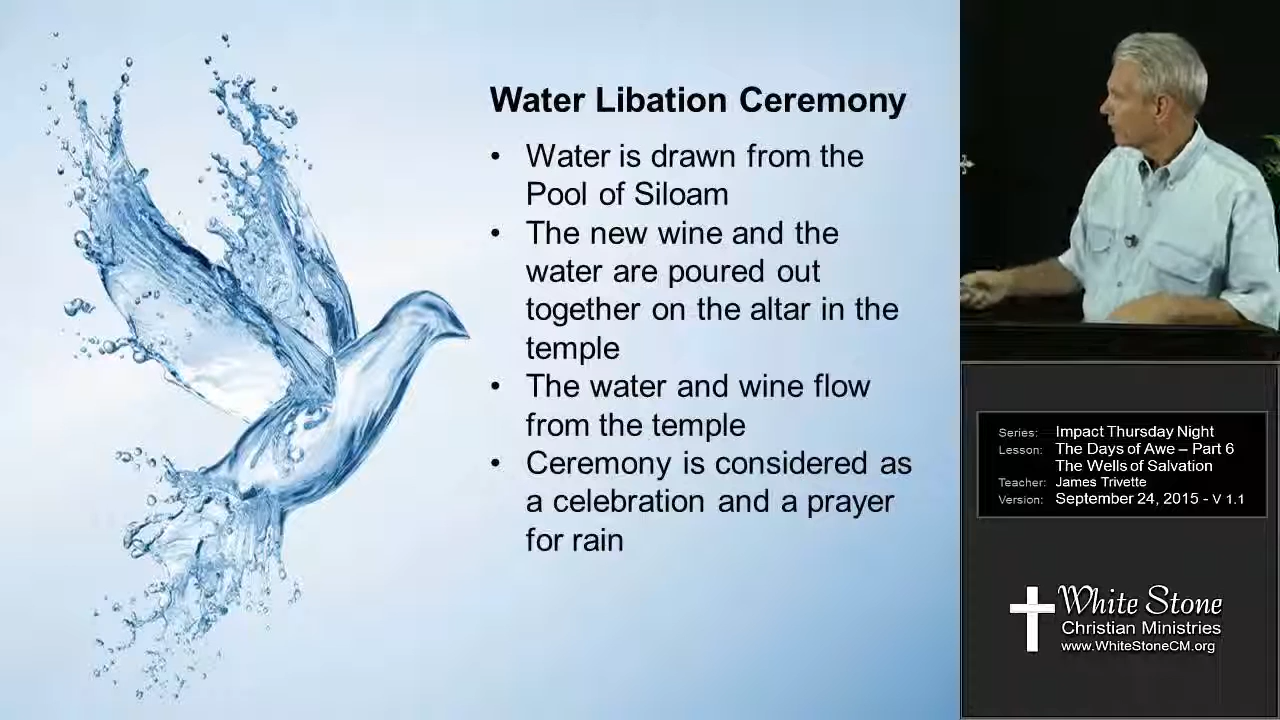 Water Libation Ceremony
• Water is drawn from the
Pool of Siloam
• The new wine and the
water are poured out
together on the altar in the
temple
• The water and wine flow
from the temple
• Ceremony is considered as
a celebration and a prayer
for rain
Series: Impact Thursday Night
Lesson: The Days of Awe – Part 6
The Wells of Salvation
Teacher: James Trivette
Version: September 24, 2015 - V 1.1
White Stone
Christian Ministries
www.WhiteStoneCM.org